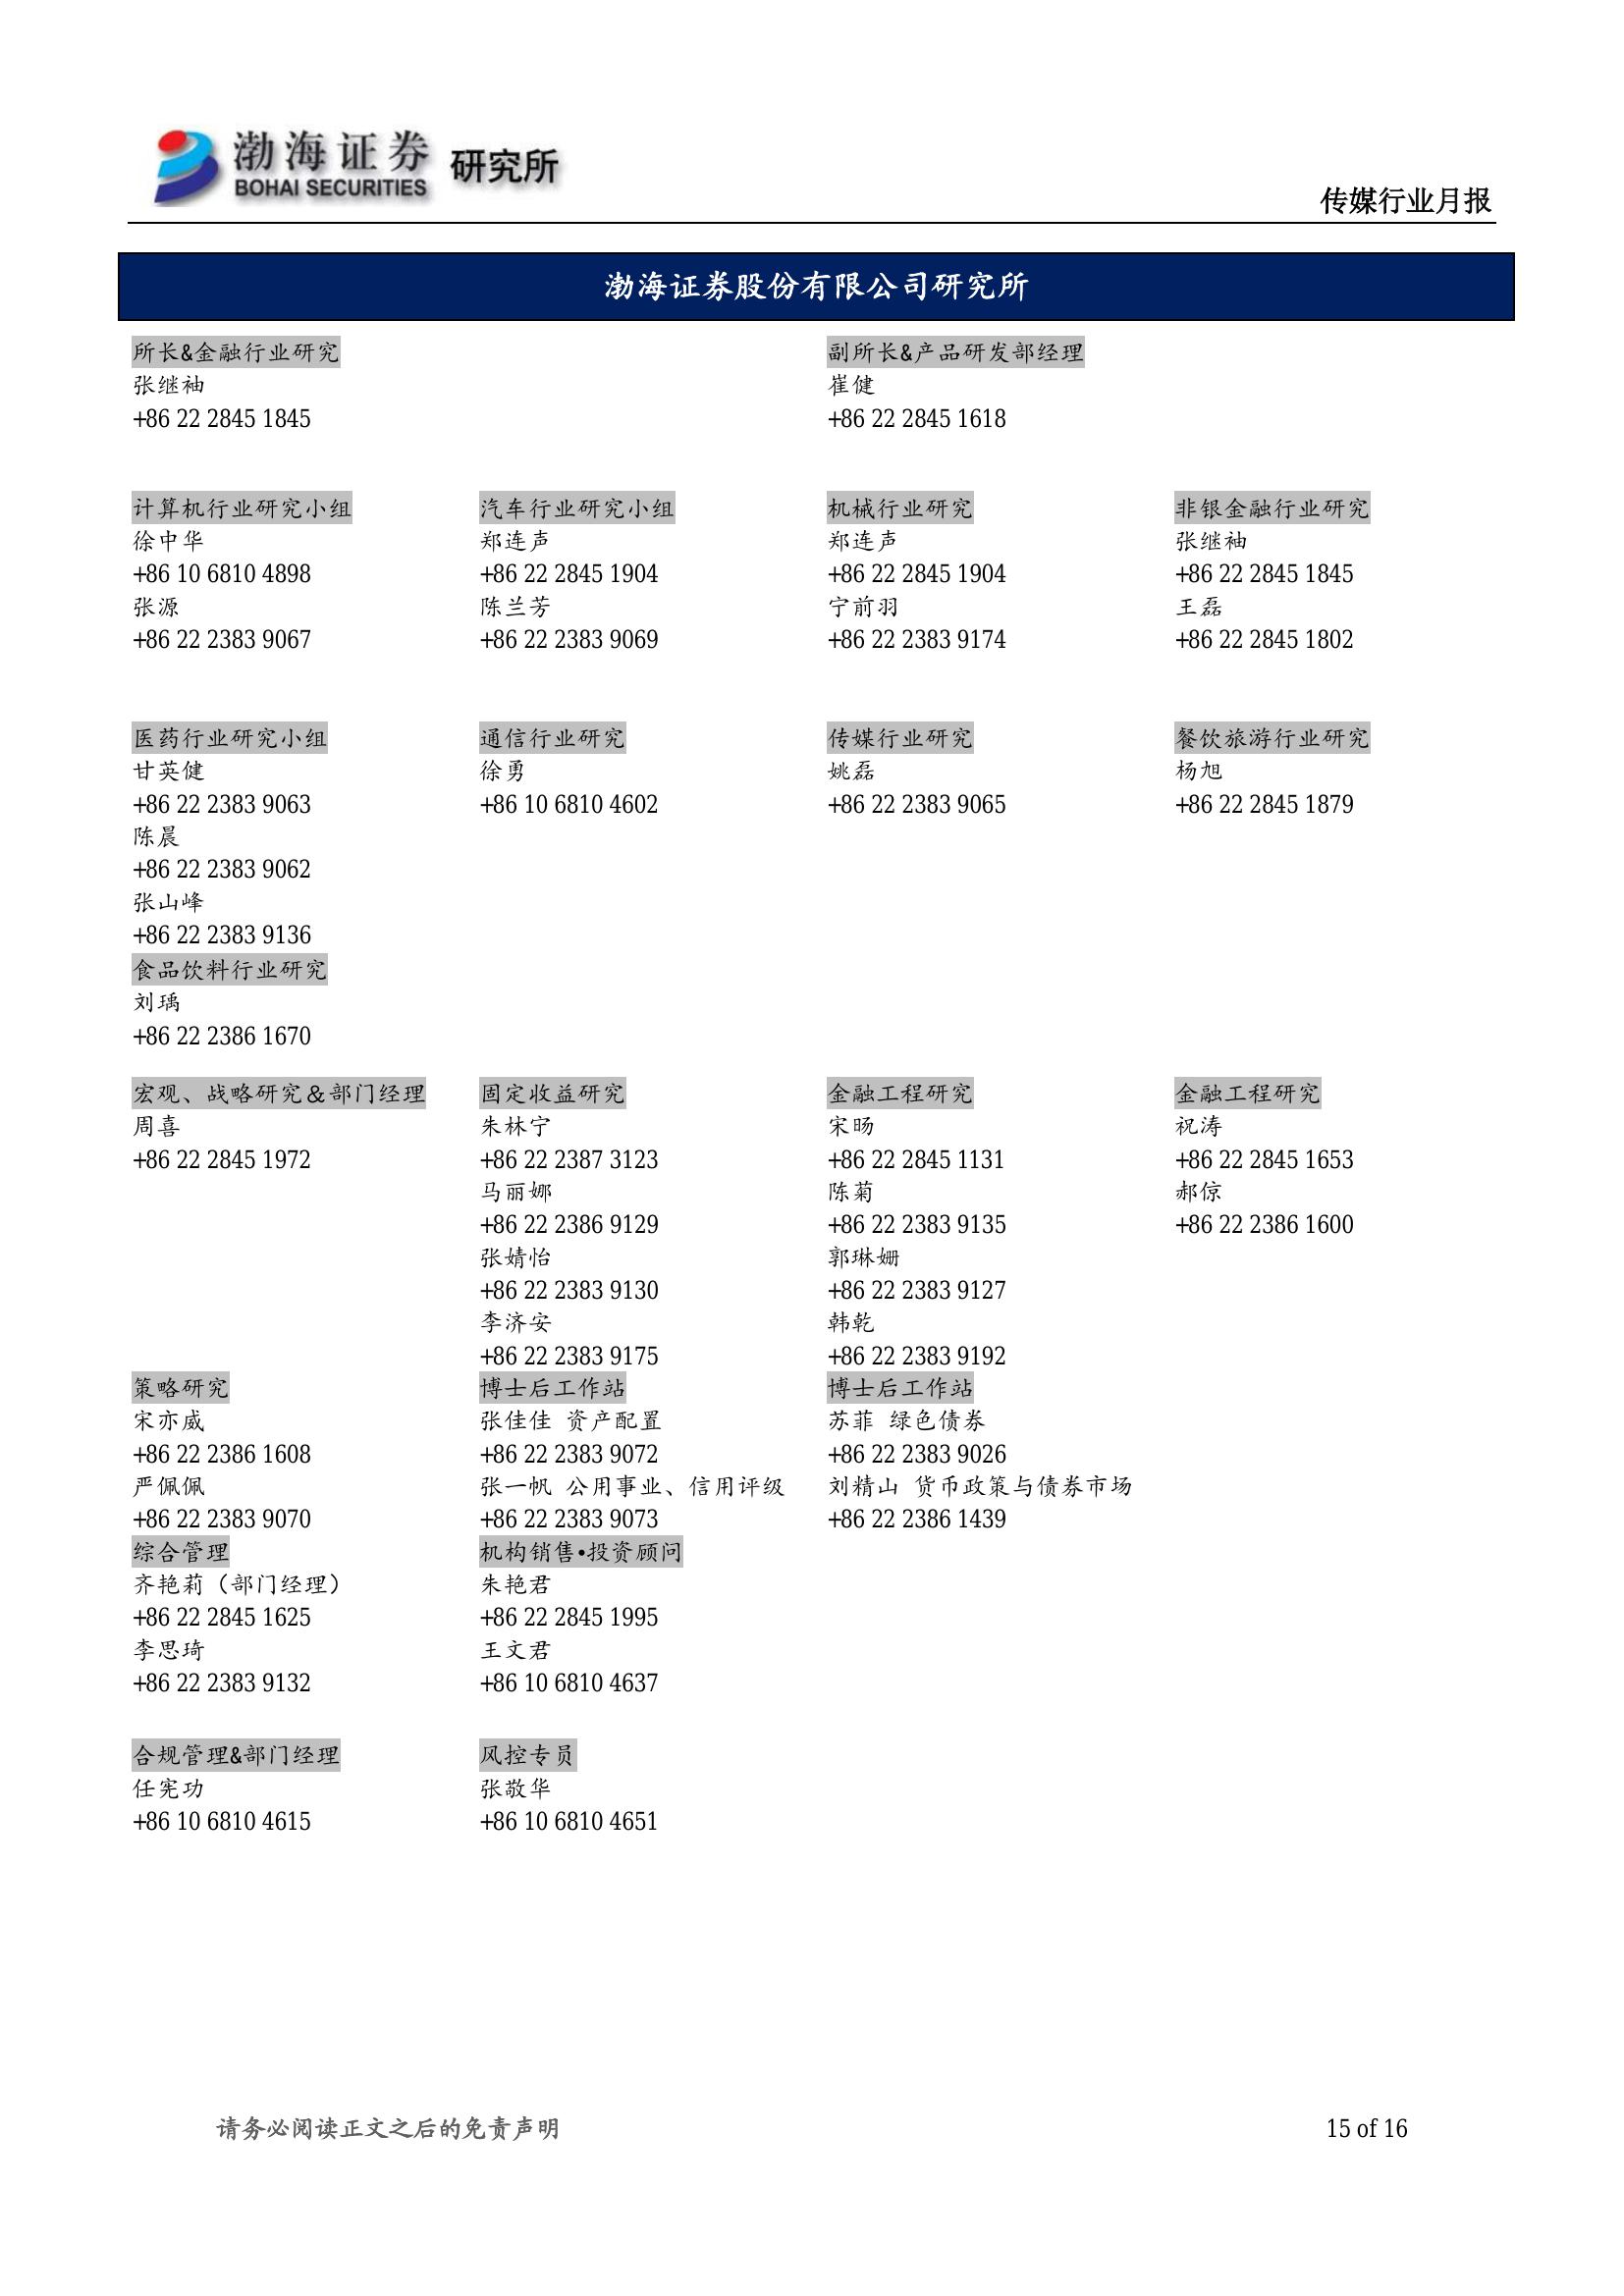 渤海证券 研究所
BOHAI SECURITIES
传媒行业月报
渤海证券股份有限公司研究所
所长&金融行业研究
张继袖
+86 22 2845 1845
副所长&产品研发部经理
崔健
+86 22 2845 1618
计算机行业研究小组
徐中华
+86 10 6810 4898
张源
+86 22 2383 9067
汽车行业研究小组
郑连声
+86 22 2845 1904
陈兰芳
+86 22 2383 9069
机械行业研究
郑连声
+86 22 2845 1904
宁前羽
+86 22 2383 9174
非银金融行业研究
张继袖
+86 22 2845 1845
王磊
+86 22 2845 1802
医药行业研究小组
甘英健
+86 22 2383 9063
陈晨
+86 22 2383 9062
张山峰
+86 22 2383 9136
通信行业研究
徐勇
+86 10 6810 4602
传媒行业研究
姚磊
+86 22 2383 9065
餐饮旅游行业研究
杨旭
+86 22 2845 1879
食品饮料行业研究
刘瑀
+86 22 2386 1670
宏观、战略研究＆部门经理
周喜
+86 22 2845 1972
固定收益研究
朱林宁
+86 22 2387 3123
马丽娜
+86 22 2386 9129
张婧怡
+86 22 2383 9130
李济安
+86 22 2383 9175
金融工程研究
宋旸
+86 22 2845 1131
陈菊
+86 22 2383 9135
郭琳姗
+86 22 2383 9127
韩乾
+86 22 2383 9192
金融工程研究
祝涛
+86 22 2845 1653
郝倞
+86 22 2386 1600
策略研究
宋亦威
+86 22 2386 1608
严佩佩
+86 22 2383 9070
博士后工作站
张佳佳 资产配置
+86 22 2383 9072
张一帆 公用事业、信用评级
+86 22 2383 9073
博士后工作站
苏菲 绿色债券
+86 22 2383 9026
刘精山 货币政策与债券市场
+86 22 2386 1439
综合管理
齐艳莉（部门经理）
+86 22 2845 1625
李思琦
+86 22 2383 9132
机构销售•投资顾问
朱艳君
+86 22 2845 1995
王文君
+86 10 6810 4637
合规管理&部门经理
任宪功
+86 10 6810 4615
风控专员
张敬华
+86 10 6810 4651
请务必阅读正文之后的免责声明
15 of 16